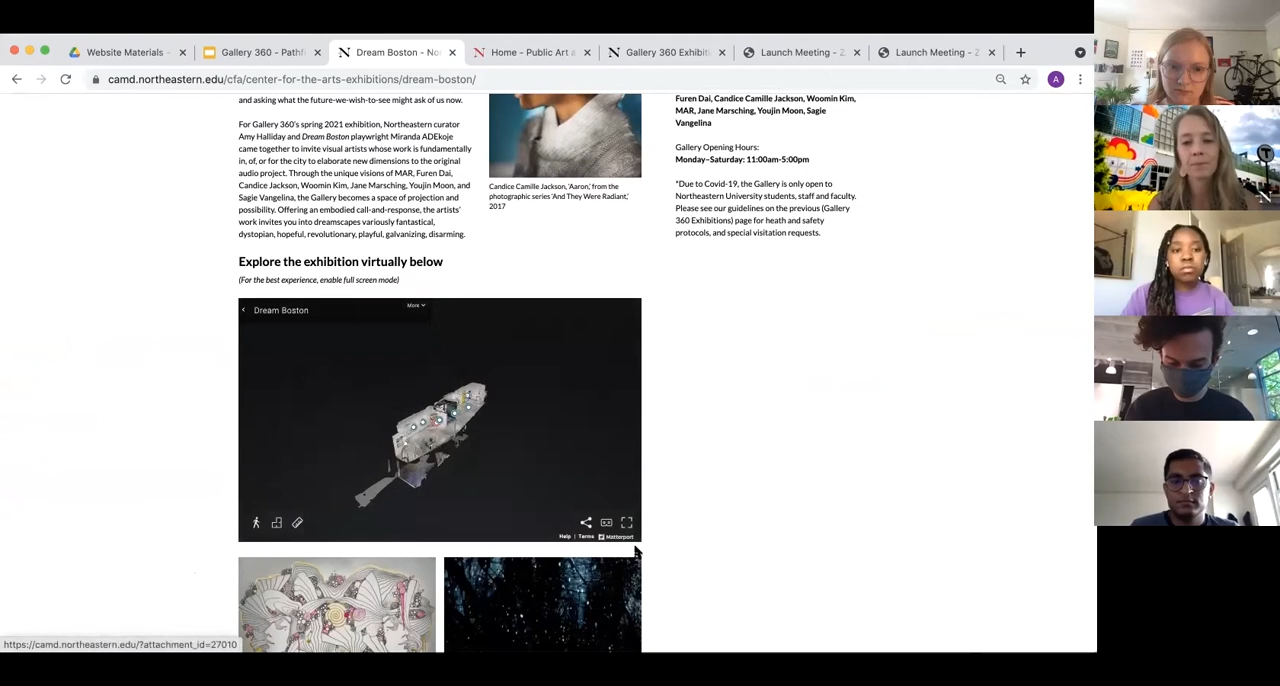 Website Materials –
Gallery 360 - Pathf
Dream Boston - No
Home - Public Art a
Gallery 360 Exhibiti
Launch Meeting - Z
Launch Meeting - Z
camd.northeastern.edu/cfa/center-for-the-arts-exhibitions/dream-boston/
A
and asking what the future-we-wish-to-see might ask of us now.
For Gallery 360's spring 2021 exhibition, Northeastern curator
Amy Halliday and Dream Boston playwright Miranda ADEkoje
came together to invite visual artists whose work is fundamentally
in, of, or for the city to elaborate new dimensions to the original
audio project. Through the unique visions of MAR, Furen Dai,
Candice Jackson, Woomin Kim, Jane Marsching, Youjin Moon, and
Sagie Vangelina, the Gallery becomes a space of projection and
possibility. Offering an embodied call-and-response, the artists'
work invites you into dreamscapes variously fantastical,
dystopian, hopeful, revolutionary, playful, galvanizing, disarming.
Candice Camille Jackson, 'Aaron,' from the
photographic series 'And They Were Radiant,'
2017
Furen Dai, Candice Camille Jackson, Woomin Kim,
MAR, Jane Marsching, Youjin Moon, Sagie
Vangelina
Gallery Opening Hours:
Monday–Saturday: 11:00am-5:00pm
*Due to Covid-19, the Gallery is only open to
Northeastern University students, staff and faculty.
Please see our guidelines on the previous (Gallery
360 Exhibitions) page for heath and safety
protocols, and special visitation requests.
Explore the exhibition virtually below
(For the best experience, enable full screen mode)
Dream Boston
More
Help | Terms
Matterport
https://camd.northeastern.edu/?attachment_id=27010